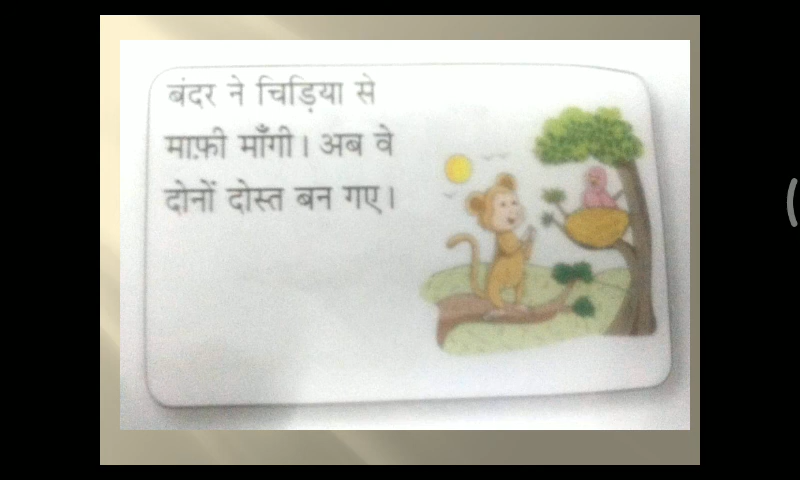 बंदर ने चिड़िया से
माफ़ी माँगी। अब वे
दोनों दोस्त बन गए।